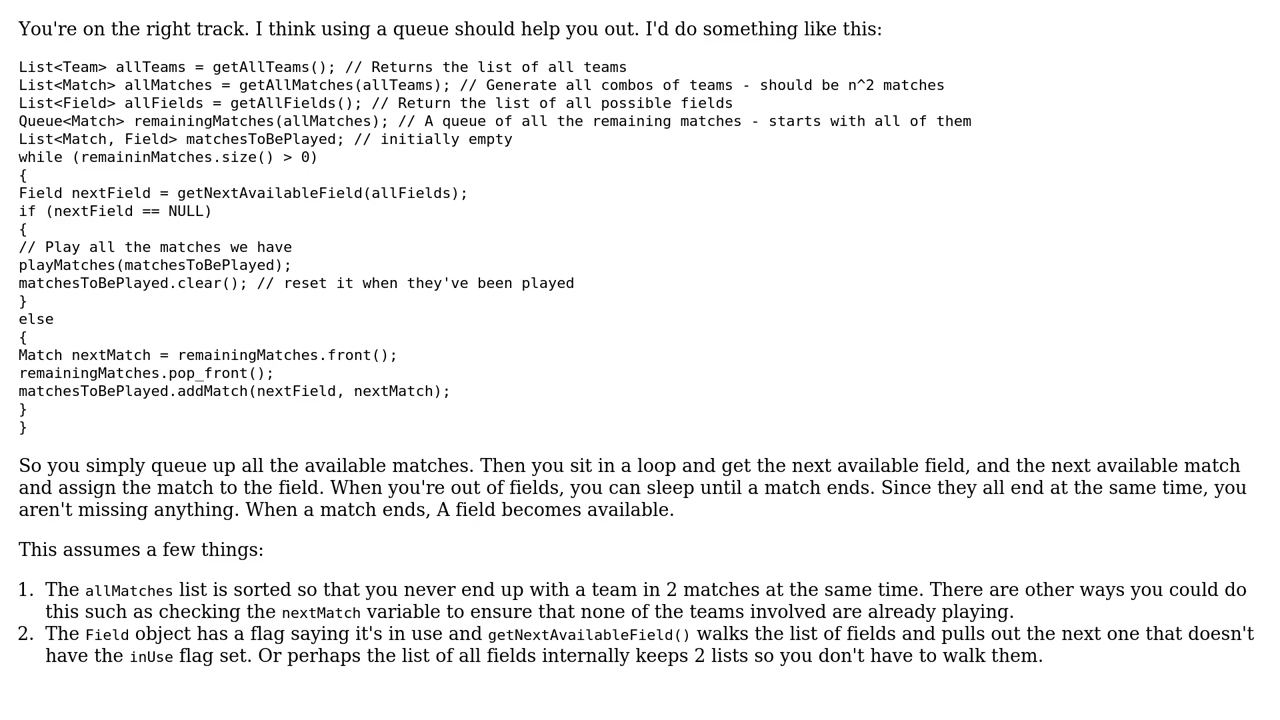 You're on the right track. I think using a queue should help you out. I'd do something like this:
List<Team> allTeams = getAllTeams(); // Returns the list of all teams
List<Match> allMatches = getAllMatches(allTeams); // Generate all combos of teams - should be n^2 matches
List<Field> allFields = getAllFields(); // Return the list of all possible fields
Queue<Match> remainingMatches(allMatches); // A queue of all the remaining matches - starts with all of them
List<Match, Field> matchesToBePlayed; // initially empty
while (remaininMatches.size() > 0)
{
Field nextField = getNextAvailableField(allFields);
if (nextField == NULL)
{
// Play all the matches we have
playMatches(matchesToBePlayed);
matchesToBePlayed.clear(); // reset it when they've been played
}
else
{
Match nextMatch = remainingMatches.front();
remainingMatches.pop_front();
matchesToBePlayed.addMatch(nextField, nextMatch);
}
}
So you simply queue up all the available matches. Then you sit in a loop and get the next available field, and the next available match
and assign the match to the field. When you're out of fields, you can sleep until a match ends. Since they all end at the same time, you
aren't missing anything. When a match ends, A field becomes available.
This assumes a few things:
1. The allMatches list is sorted so that you never end up with a team in 2 matches at the same time. There are other ways you could do
this such as checking the nextMatch variable to ensure that none of the teams involved are already playing.
2. The Field object has a flag saying it's in use and getNextAvailableField() walks the list of fields and pulls out the next one that doesn't
have the inUse flag set. Or perhaps the list of all fields internally keeps 2 lists so you don't have to walk them.